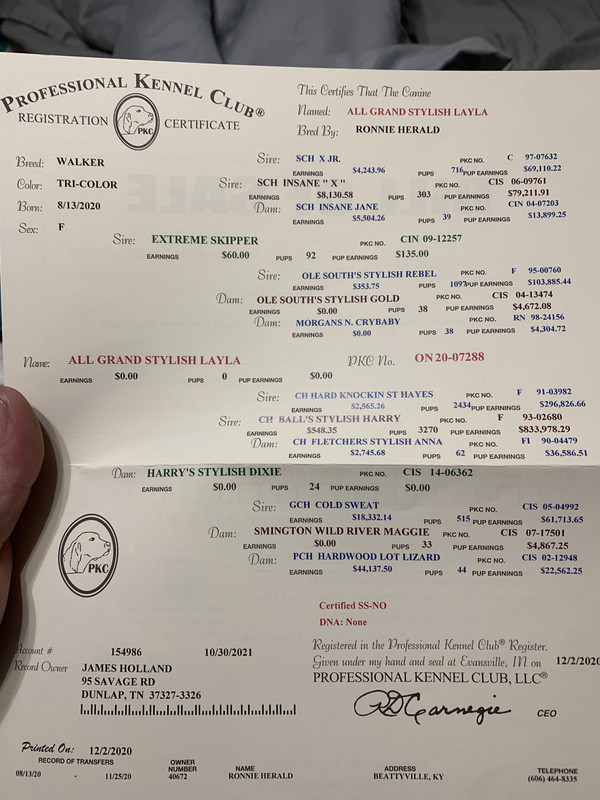 PROFESSIONAL KENNEL CLUB®
REGISTRATION CERTIFICATE
PKC
This Certifies That The Canine
Named: ALL GRAND STYLISH LAYLA
Bred By: RONNIE HERALD
Breed: WALKER
Color: TRI-COLOR
Born: 8/13/2020
Sex: F
Sire: SCH X JR. PKC NO. C 97-07632
EARNINGS $4,243.96 PUPS 716 PUP EARNINGS $69,110.22
Sire: SCH INSANE " X " PKC NO. CIS 06-09761
EARNINGS $8,130.58 PUPS 303 PUP EARNINGS $79,211.91
Dam: SCH INSANE JANE PKC NO. CIN 04-07203
EARNINGS $5,504.26 PUPS 39 PUP EARNINGS $13,899.25
Sire: EXTREME SKIPPER PKC NO. CIN 09-12257
EARNINGS $60.00 PUPS 92 PUP EARNINGS $135.00
Sire: OLE SOUTH'S STYLISH REBEL PKC NO. F 95-00760
EARNINGS $353.75 PUPS 1097 PUP EARNINGS $103,885.44
Dam: OLE SOUTH'S STYLISH GOLD PKC NO. CIS 04-13474
EARNINGS $0.00 PUPS 38 PUP EARNINGS $4,672.08
Dam: MORGANS N. CRYBABY PKC NO. RN 98-24156
EARNINGS $0.00 PUPS 38 PUP EARNINGS $4,304.72
Name: ALL GRAND STYLISH LAYLA PKC No. ON 20-07288
EARNINGS $0.00 PUPS 0 PUP EARNINGS $0.00
Sire: CH HARD KNOCKIN ST HAYES PKC NO. F 91-03982
EARNINGS $2,565.26 PUPS 2434 PUP EARNINGS $296,826.66
Sire: CH BALL'S STYLISH HARRY PKC NO. F 93-02680
EARNINGS $548.35 PUPS 3270 PUP EARNINGS $833,978.29
Dam: CH FLETCHERS STYLISH ANNA PKC NO. F1 90-04479
EARNINGS $2,745.68 PUPS 62 PUP EARNINGS $36,586.51
Dam: HARRY'S STYLISH DIXIE PKC NO. CIS 14-06362
EARNINGS $0.00 PUPS 24 PUP EARNINGS $0.00
Sire: GCH COLD SWEAT PKC NO. CIS 05-04992
EARNINGS $18,332.14 PUPS 515 PUP EARNINGS $61,713.65
Dam: SMINGTON WILD RIVER MAGGIE PKC NO. CIS 07-17501
EARNINGS $0.00 PUPS 33 PUP EARNINGS $4,867.25
Dam: PCH HARDWOOD LOT LIZARD PKC NO. CIS 02-12948
EARNINGS $44,137.50 PUPS 44 PUP EARNINGS $22,562.25
PKC
Certified SS-NO
DNA: None
Account # 154986 10/30/2021
Record Owner JAMES HOLLAND
95 SAVAGE RD
DUNLAP, TN 37327-3326
Registered in the Professional Kennel Club® Register.
Given under my hand and seal at Evansville, IN on 12/2/2020
PROFESSIONAL KENNEL CLUB, LLC®
RD Carnegie CEO
Printed On: 12/2/2020
RECORD OF TRANSFERS OWNER NUMBER NAME ADDRESS TELEPHONE
08/13/20 - 11/25/20 40672 RONNIE HERALD BEATTYVILLE, KY (606) 464-8335